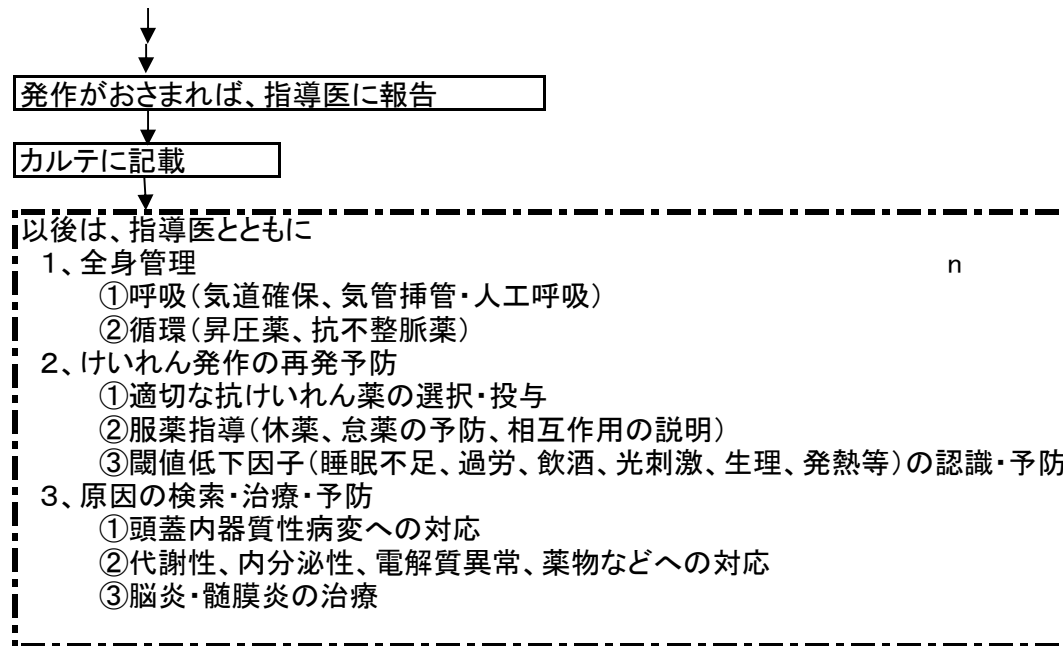 発作がおさまれば、指導医に報告
カルテに記載
以後は、指導医とともに
１、全身管理 n
①呼吸（気道確保、気管挿管・人工呼吸）
②循環（昇圧薬、抗不整脈薬）
２、けいれん発作の再発予防
①適切な抗けいれん薬の選択・投与
②服薬指導（休薬、怠薬の予防、相互作用の説明）
③閾値低下因子（睡眠不足、過労、飲酒、光刺激、生理、発熱等）の認識・予防
３、原因の検索・治療・予防
①頭蓋内器質性病変への対応
②代謝性、内分泌性、電解質異常、薬物などへの対応
③脳炎・髄膜炎の治療